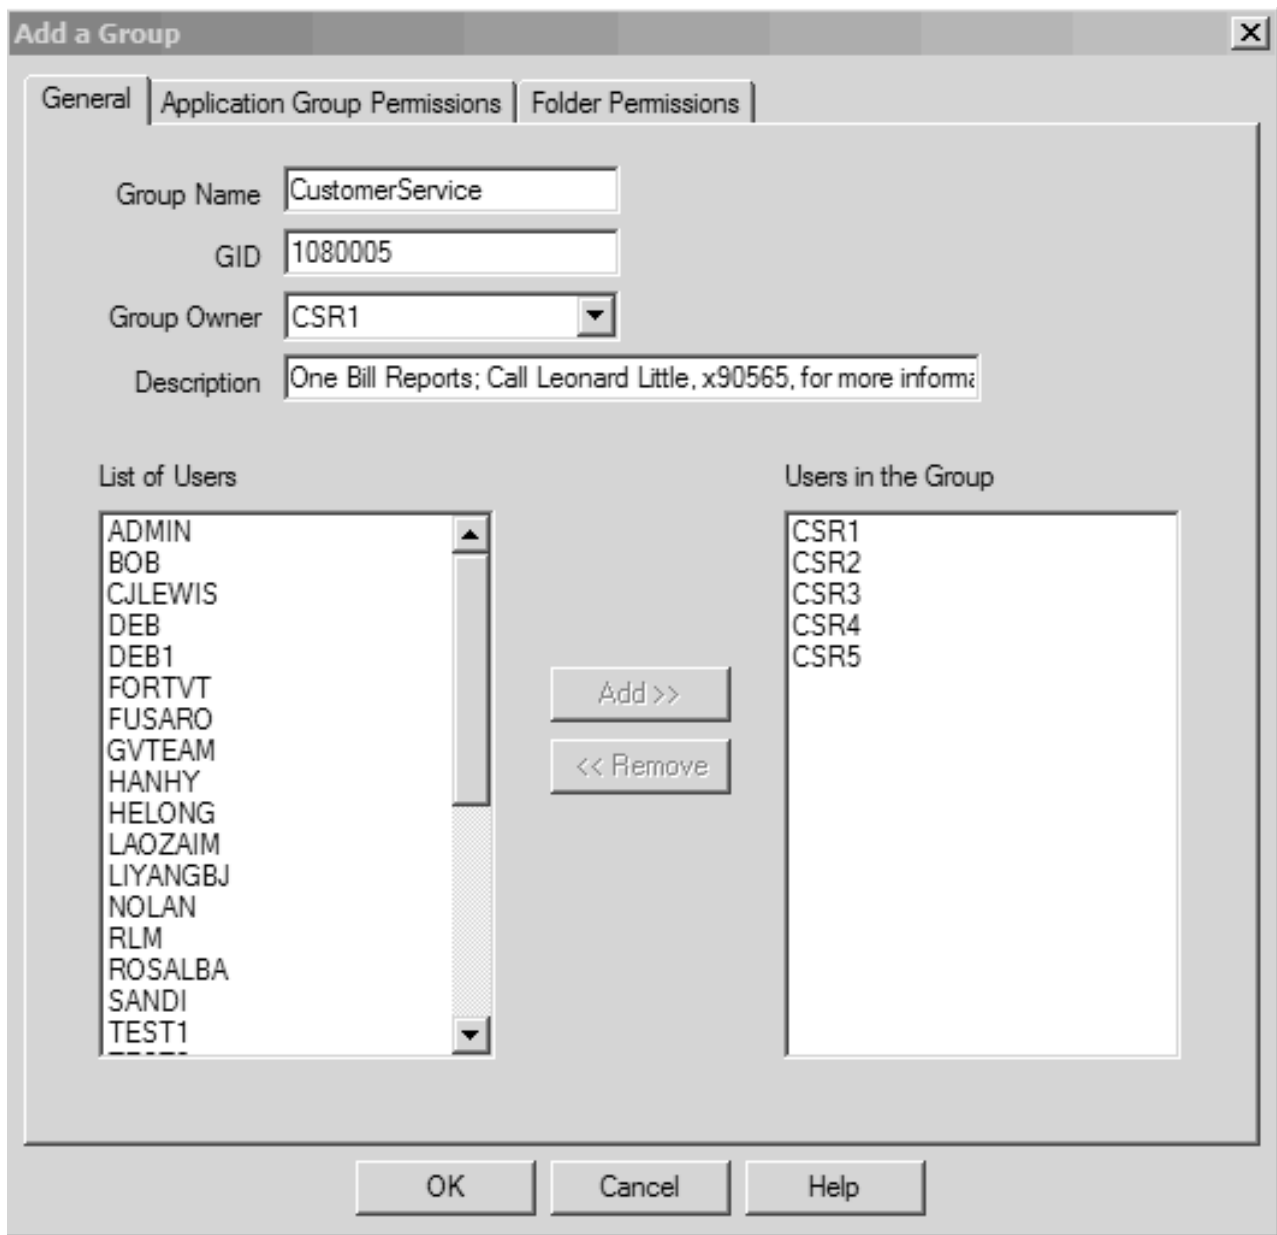 Add a Group
General
Application Group Permissions
Folder Permissions
Group Name
CustomerService
GID
1080005
Group Owner
CSR1
Description
One Bill Reports; Call Leonard Little, x90565, for more
List of Users
ADMIN
BOB
CJLEWIS
DEB
DEB1
FORTVT
FUSARO
GVTEAM
HANHY
HELONG
LAOZAIM
LIYANGBJ
NOLAN
RLM
ROSALBA
SANDI
TEST1
Add >>
<< Remove
Users in the Group
CSR1
CSR2
CSR3
CSR4
CSR5
OK
Cancel
Help